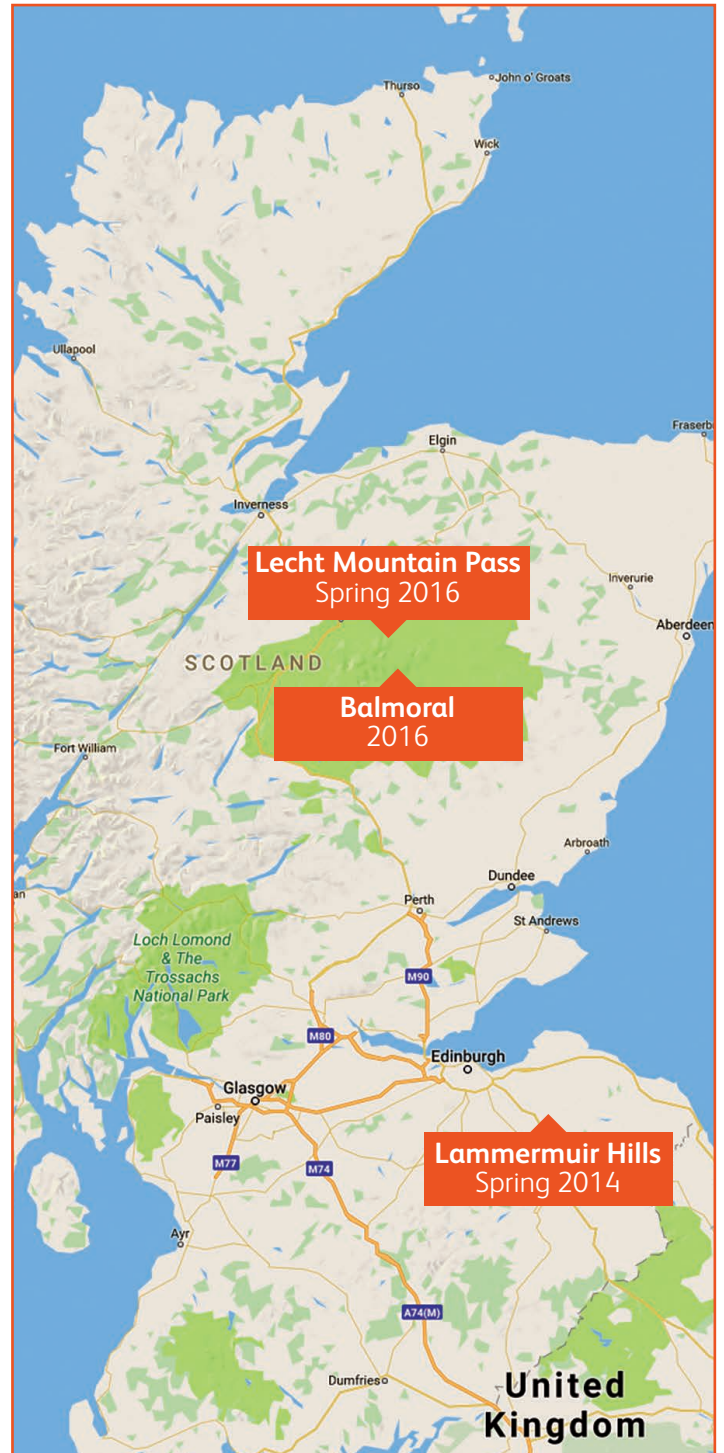 John o' Groats
Thurso
Wick
Ullapool
Elgin
Fraserb
Inverness
Lecht Mountain Pass
Spring 2016
Inverurie
Aberdeen
SCOTLAND
Balmoral
2016
Fort William
Arbroath
Dundee
an
Perth
St Andrews
Loch Lomond
& The
Trossachs
National Park
M90
M80
Edinburgh
Glasgow
Paisley
Lammermuir Hills
Spring 2014
M77
M74
Ayr
A74(M)
Dumfries
United
Kingdom